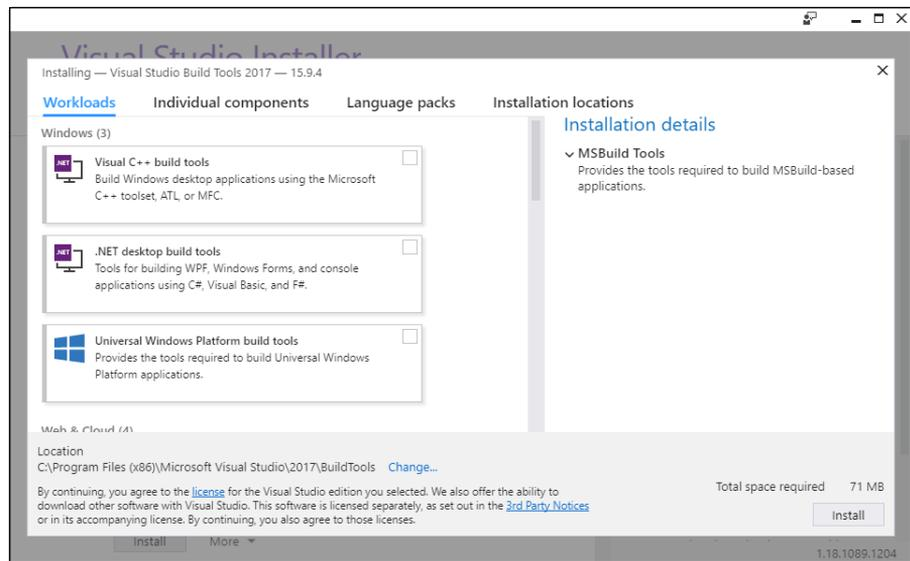 Visual Studio Installer
Installing — Visual Studio Build Tools 2017 — 15.9.4
Workloads
Individual components
Language packs
Installation locations
Windows (3)
.NET
Visual C++ build tools
Build Windows desktop applications using the Microsoft
C++ toolset, ATL, or MFC.
.NET
.NET desktop build tools
Tools for building WPF, Windows Forms, and console
applications using C#, Visual Basic, and F#.
Universal Windows Platform build tools
Provides the tools required to build Universal Windows
Platform applications.
Web & Cloud (4)
Installation details
MSBuild Tools
Provides the tools required to build MSBuild-based
applications.
Location
C:\Program Files (x86)\Microsoft Visual Studio\2017\BuildTools Change...
By continuing, you agree to the license for the Visual Studio edition you selected. We also offer the ability to
download other software with Visual Studio. This software is licensed separately, as set out in the 3rd Party Notices
or in its accompanying license. By continuing, you also agree to those licenses.
Total space required 71 MB
Install
Install
More
1.18.1089.1204